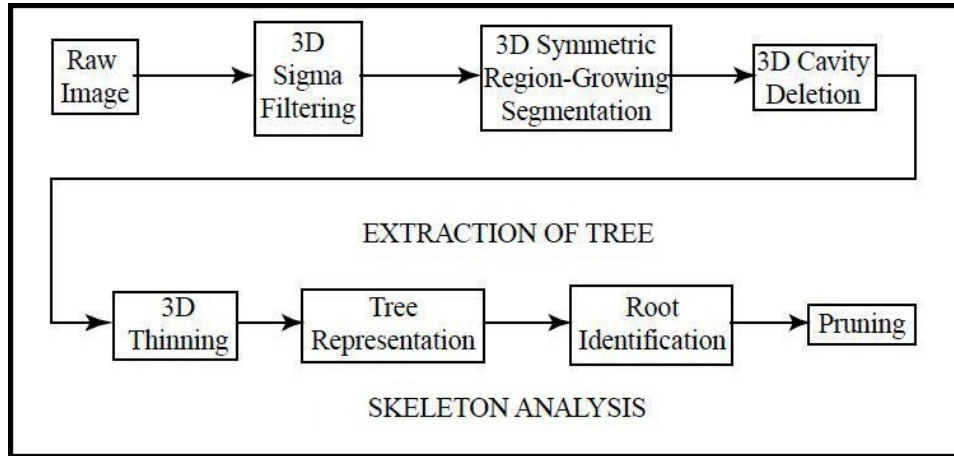 Raw
Image
3D
Sigma
Filtering
3D Symmetric
Region-Growing
Segmentation
3D Cavity
Deletion
EXTRACTION OF TREE
3D
Thinning
Tree
Representation
Root
Identification
Pruning
SKELETON ANALYSIS